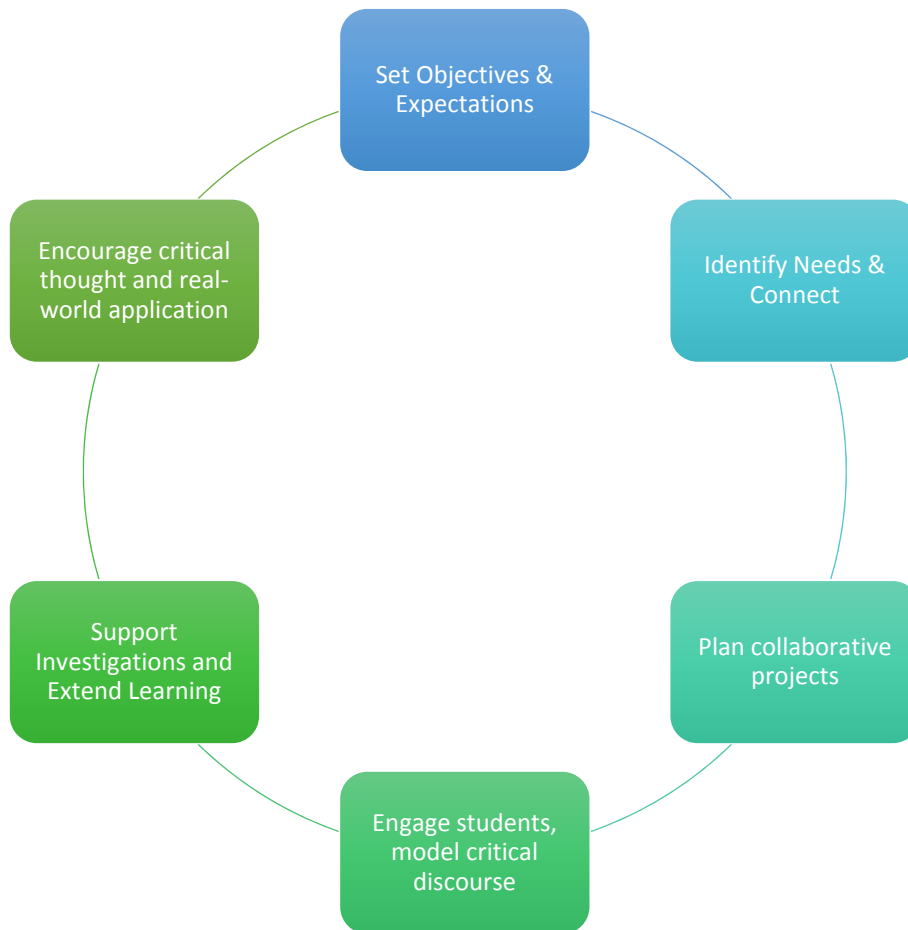 Set Objectives &
Expectations
Identify Needs &
Connect
Plan collaborative
projects
Engage students,
model critical
discourse
Support
Investigations and
Extend Learning
Encourage critical
thought and real-
world application